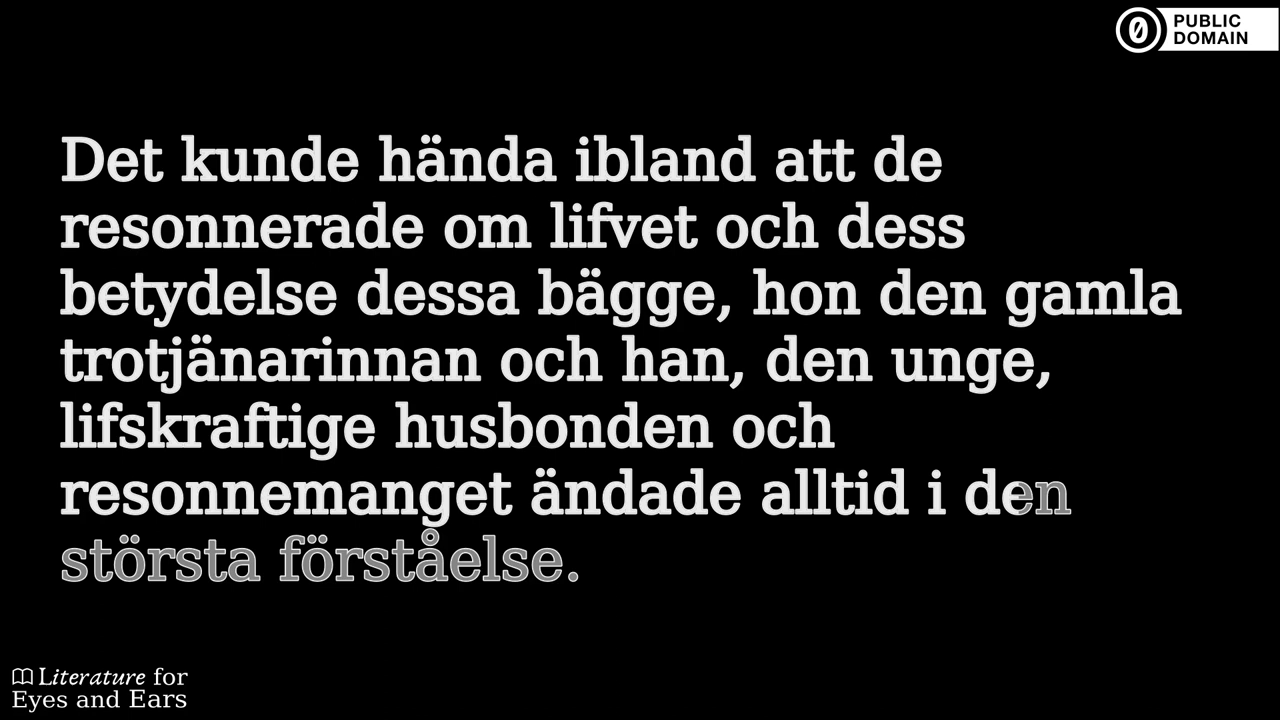 PUBLIC
DOMAIN
Det kunde hända ibland att de
resonnerade om lifvet och dess
betydelse dessa bägge, hon den gamla
trotjänarinnan och han, den unge,
lifskraftige husbonden och
resonnemanget ändade alltid i den
största förståelse.
Literature for
Eyes and Ears